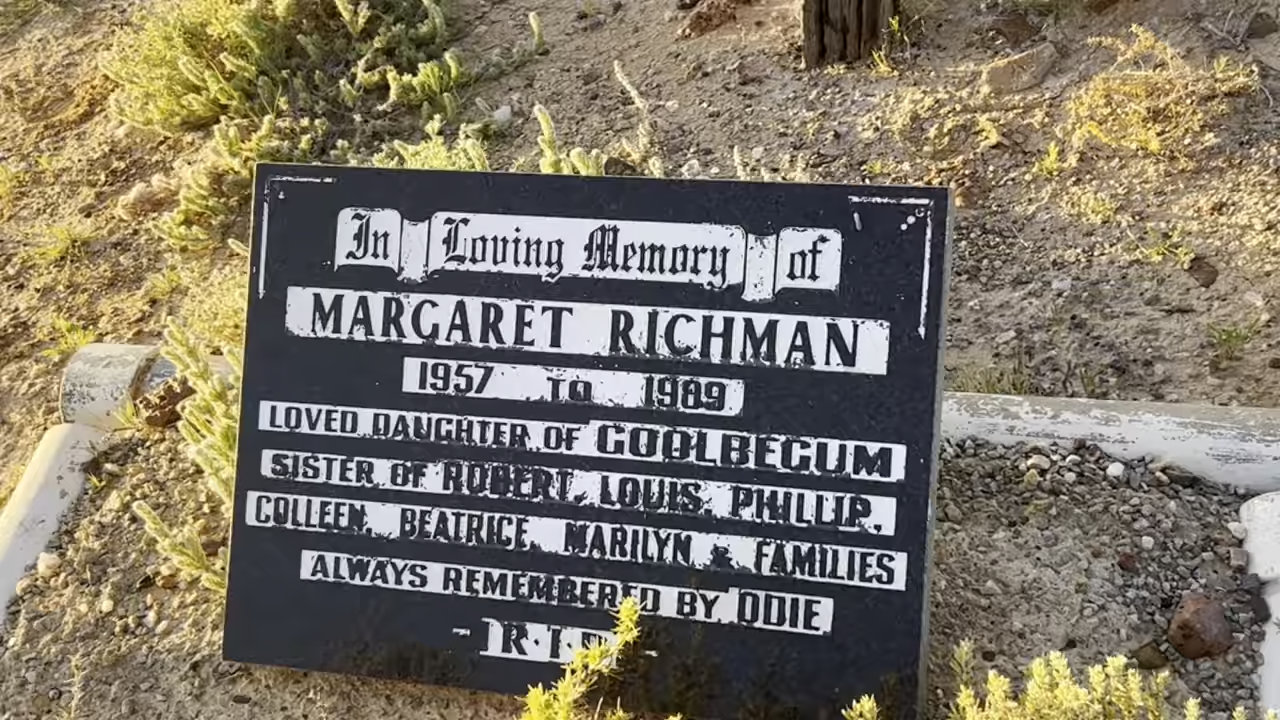 In Loving Memory of
MARGARET RICHMAN
1957 TO 1989
LOVED DAUGHTER OF GOOLBEGUM
SISTER OF ROBERT, LOUIS, PHILLIP,
COLLEEN, BEATRICE, MARILYN & FAMILIES
ALWAYS REMEMBERED BY ODIE
- R·I·P -